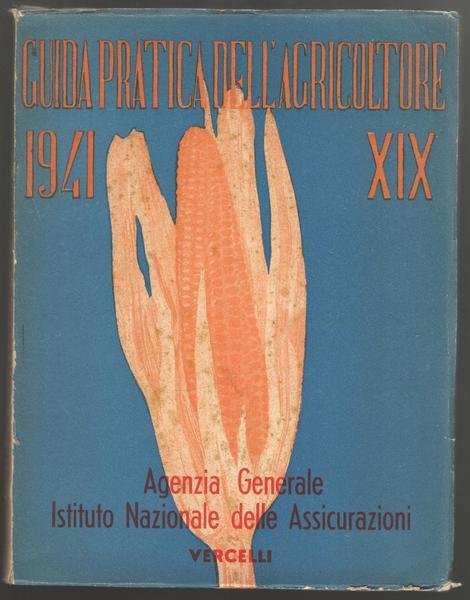 GUIDA PRATICA DELL'AGRICOLTORE
1941 XIX
Agenzia Generale
Istituto Nazionale delle Assicurazioni
VERCELLI